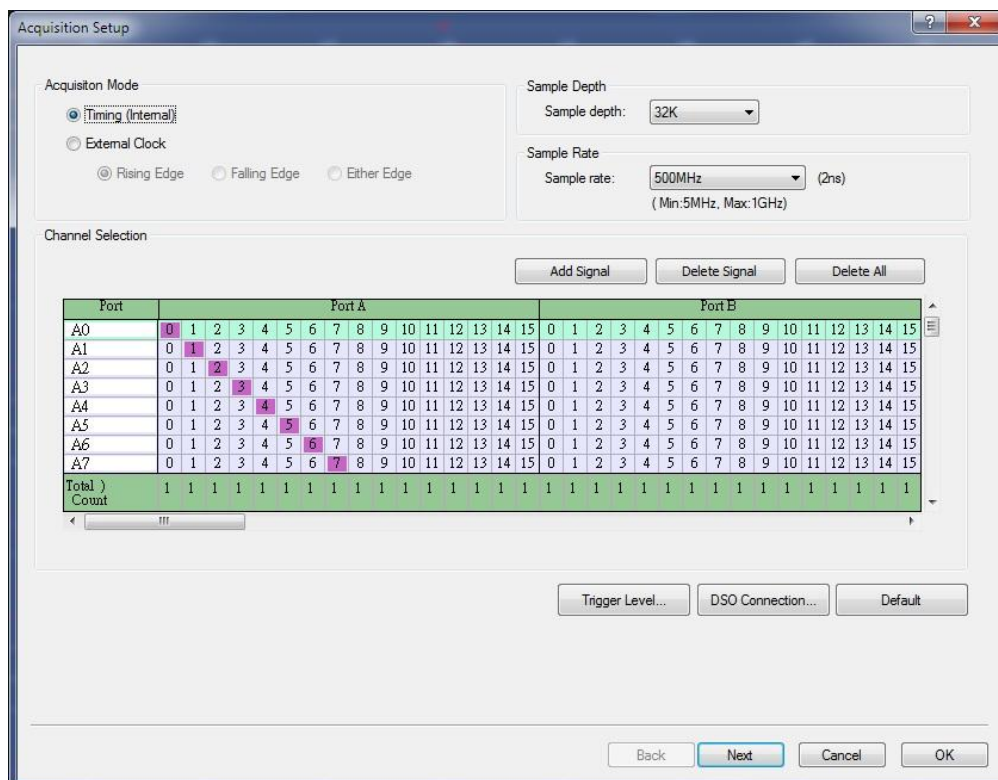 Acquisition Setup
?
X
Acquisiton Mode
Timing (Internal)
External Clock
Rising Edge Falling Edge Either Edge
Sample Depth
Sample depth: 32K
Sample Rate
Sample rate: 500MHz (2ns)
( Min:5MHz, Max:1GHz)
Channel Selection
Add Signal Delete Signal Delete All
Port Port A Port B
A0 0 1 2 3 4 5 6 7 8 9 10 11 12 13 14 15 0 1 2 3 4 5 6 7 8 9 10 11 12 13 14 15
A1 0 1 2 3 4 5 6 7 8 9 10 11 12 13 14 15 0 1 2 3 4 5 6 7 8 9 10 11 12 13 14 15
A2 0 1 2 3 4 5 6 7 8 9 10 11 12 13 14 15 0 1 2 3 4 5 6 7 8 9 10 11 12 13 14 15
A3 0 1 2 3 4 5 6 7 8 9 10 11 12 13 14 15 0 1 2 3 4 5 6 7 8 9 10 11 12 13 14 15
A4 0 1 2 3 4 5 6 7 8 9 10 11 12 13 14 15 0 1 2 3 4 5 6 7 8 9 10 11 12 13 14 15
A5 0 1 2 3 4 5 6 7 8 9 10 11 12 13 14 15 0 1 2 3 4 5 6 7 8 9 10 11 12 13 14 15
A6 0 1 2 3 4 5 6 7 8 9 10 11 12 13 14 15 0 1 2 3 4 5 6 7 8 9 10 11 12 13 14 15
A7 0 1 2 3 4 5 6 7 8 9 10 11 12 13 14 15 0 1 2 3 4 5 6 7 8 9 10 11 12 13 14 15
Total )
Count 1 1 1 1 1 1 1 1 1 1 1 1 1 1 1 1 1 1 1 1 1 1 1 1 1 1 1 1 1 1 1 1
Trigger Level... DSO Connection... Default
Back Next Cancel OK